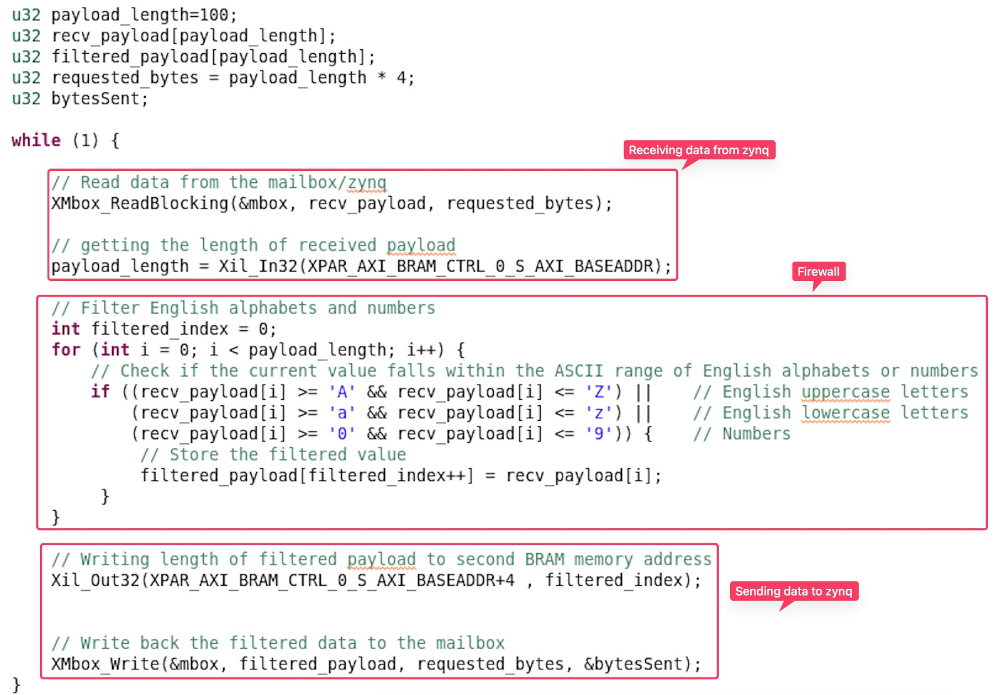 u32 payload_length=100;
u32 recv_payload[payload_length];
u32 filtered_payload[payload_length];
u32 requested_bytes = payload_length * 4;
u32 bytesSent;
while (1) {
Receiving data from zynq
// Read data from the mailbox/zynq
XMbox_ReadBlocking(&mbox, recv_payload, requested_bytes);
// getting the length of received payload
payload_length = Xil_In32(XPAR_AXI_BRAM_CTRL_0_S_AXI_BASEADDR);
Firewall
// Filter English alphabets and numbers
int filtered_index = 0;
for (int i = 0; i < payload_length; i++) {
// Check if the current value falls within the ASCII range of English alphabets or numbers
if ((recv_payload[i] >= 'A' && recv_payload[i] <= 'Z') || // English uppercase letters
(recv_payload[i] >= 'a' && recv_payload[i] <= 'z') || // English lowercase letters
(recv_payload[i] >= '0' && recv_payload[i] <= '9')) { // Numbers
// Store the filtered value
filtered_payload[filtered_index++] = recv_payload[i];
}
}
// Writing length of filtered payload to second BRAM memory address
Xil_Out32(XPAR_AXI_BRAM_CTRL_0_S_AXI_BASEADDR+4 , filtered_index);
Sending data to zynq
// Write back the filtered data to the mailbox
XMbox_Write(&mbox, filtered_payload, requested_bytes, &bytesSent);
}